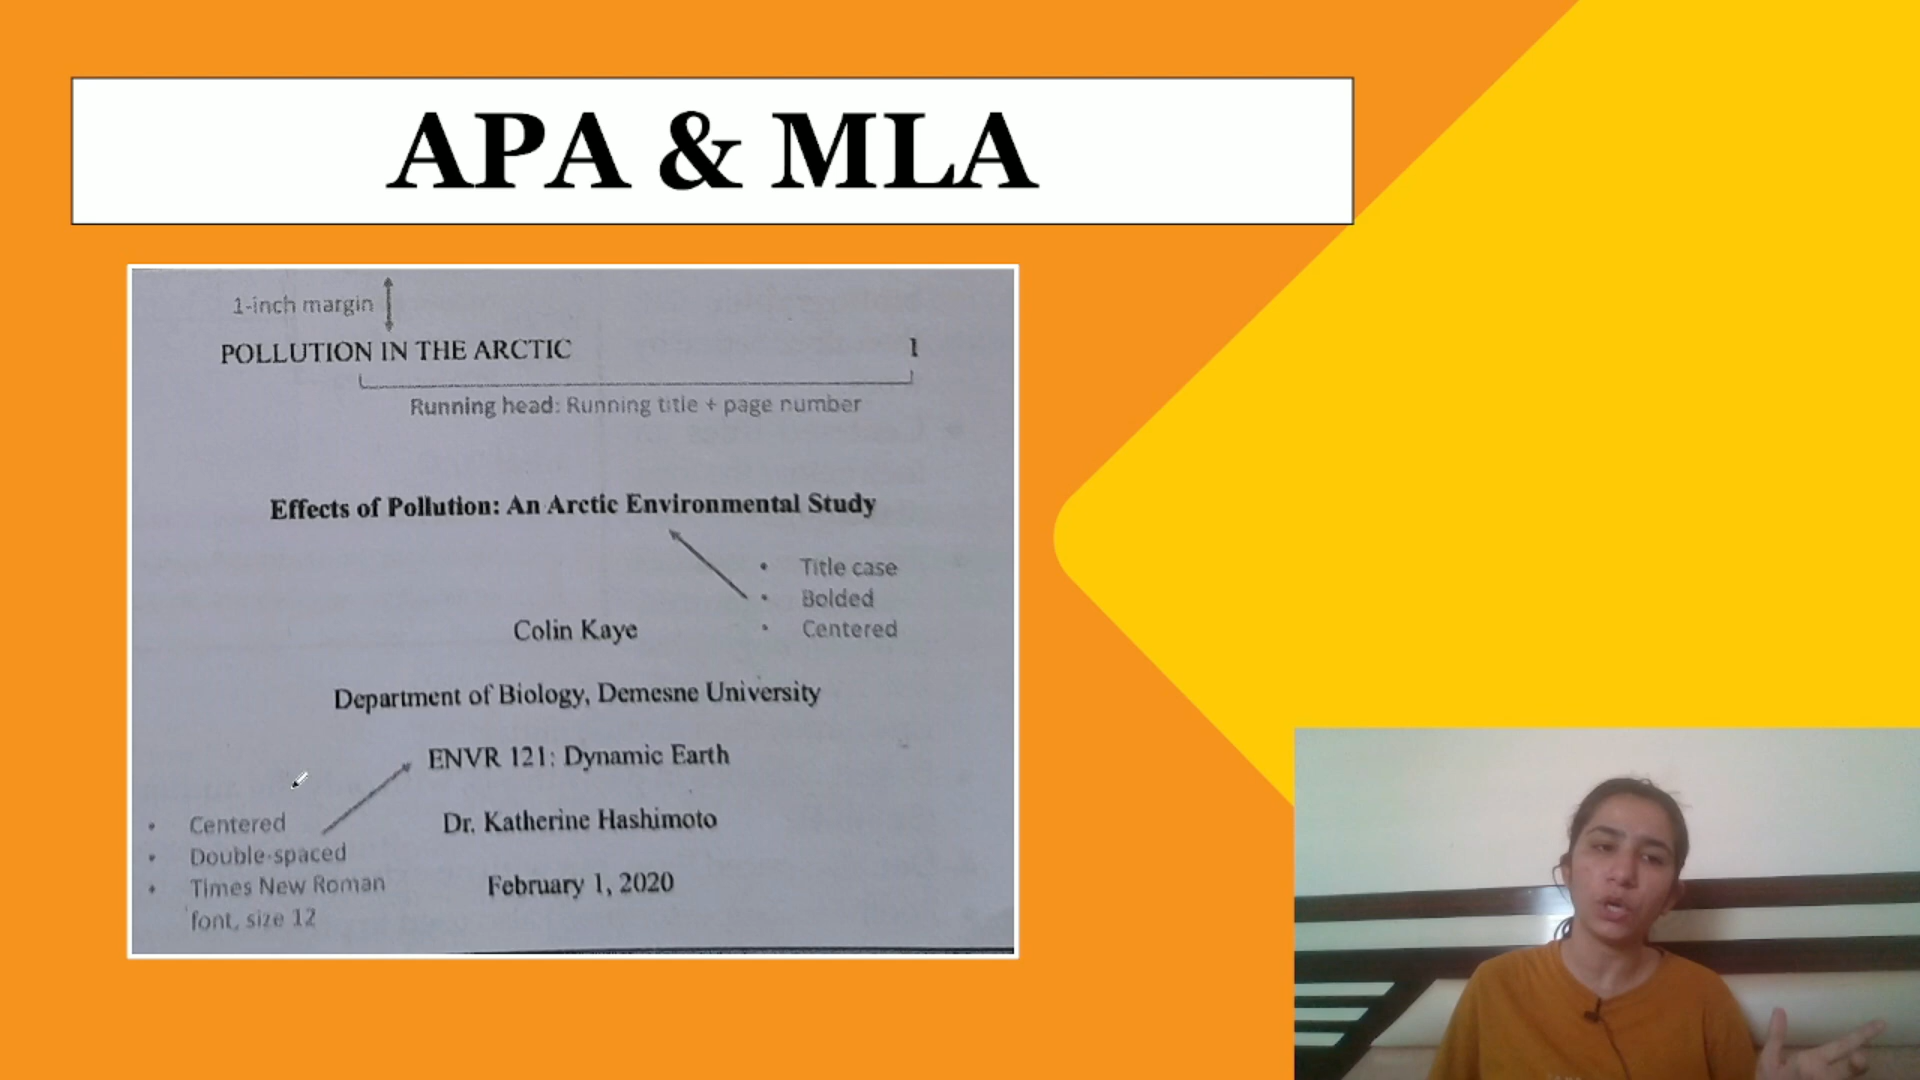 APA & MLA
1-inch margin
POLLUTION IN THE ARCTIC 1
Running head: Running title + page number
Effects of Pollution: An Arctic Environmental Study
• Title case
• Bolded
• Centered
Colin Kaye
Department of Biology, Demesne University
ENVR 121: Dynamic Earth
Dr. Katherine Hashimoto
February 1, 2020
• Centered
• Double-spaced
• Times New Roman
font, size 12